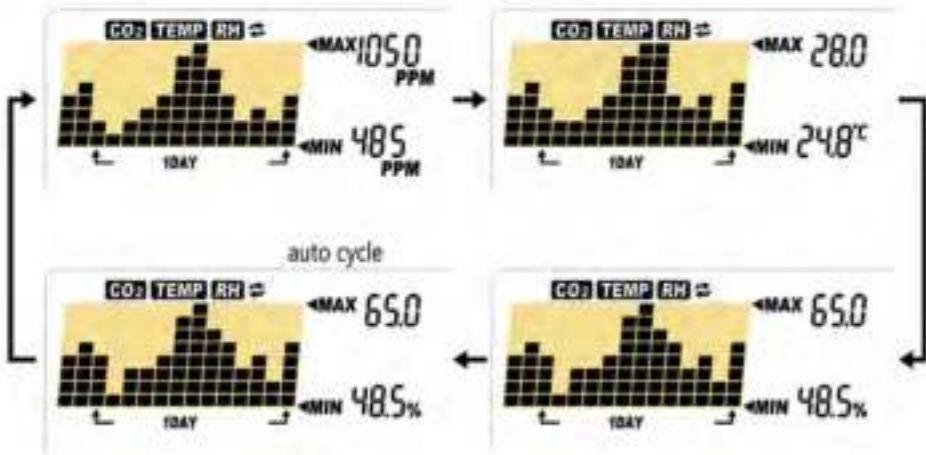 CO2 TEMP RH
◄MAX 1050
PPM
◄MIN 485
PPM
1DAY
CO2 TEMP RH
◄MAX 28.0
◄MIN 24.8℃
1DAY
auto cycle
CO2 TEMP RH
◄MAX 65.0
◄MIN 48.5%
1DAY
CO2 TEMP RH
◄MAX 65.0
◄MIN 48.5%
1DAY